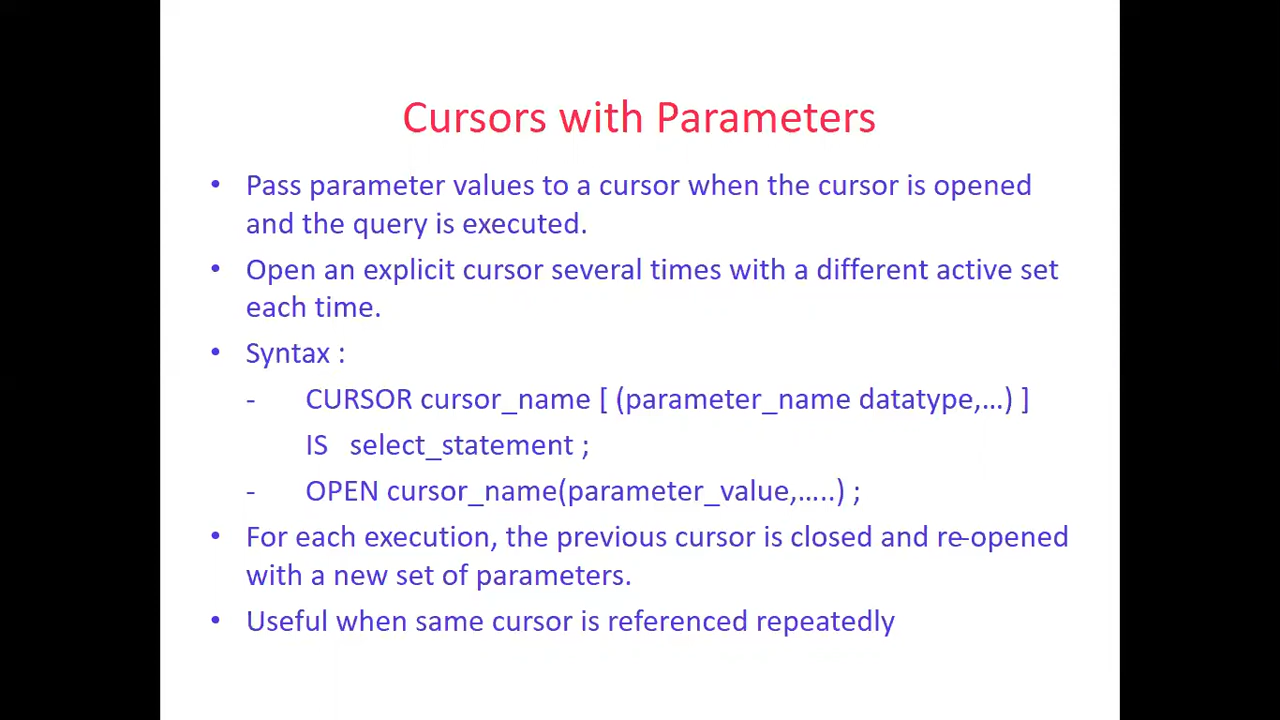 Cursors with Parameters
• Pass parameter values to a cursor when the cursor is opened
and the query is executed.
• Open an explicit cursor several times with a different active set
each time.
• Syntax :
- CURSOR cursor_name [ (parameter_name datatype,...) ]
IS select_statement ;
- OPEN cursor_name(parameter_value,.....) ;
• For each execution, the previous cursor is closed and re-opened
with a new set of parameters.
• Useful when same cursor is referenced repeatedly